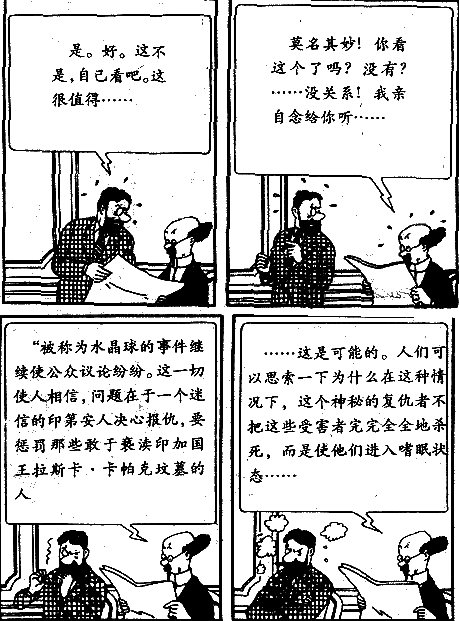 是。好。这不
是,自己看吧。这
很值得……
莫名其妙!你看
这个了吗?没有?
……没关系!我亲
自念给你听……
“被称为水晶球的事件继
续使公众议论纷纷。这一切
使人相信,问题在于一个迷
信的印第安人决心报仇,要
惩罚那些敢于亵渎印加国
王拉斯卡·卡帕克坟墓的
人
……这是可能的。人们可
以思索一下为什么在这种情
况下,这个神秘的复仇者不
把这些受害者完完全全地杀
死,而是使他们进入嗜眠状
态……